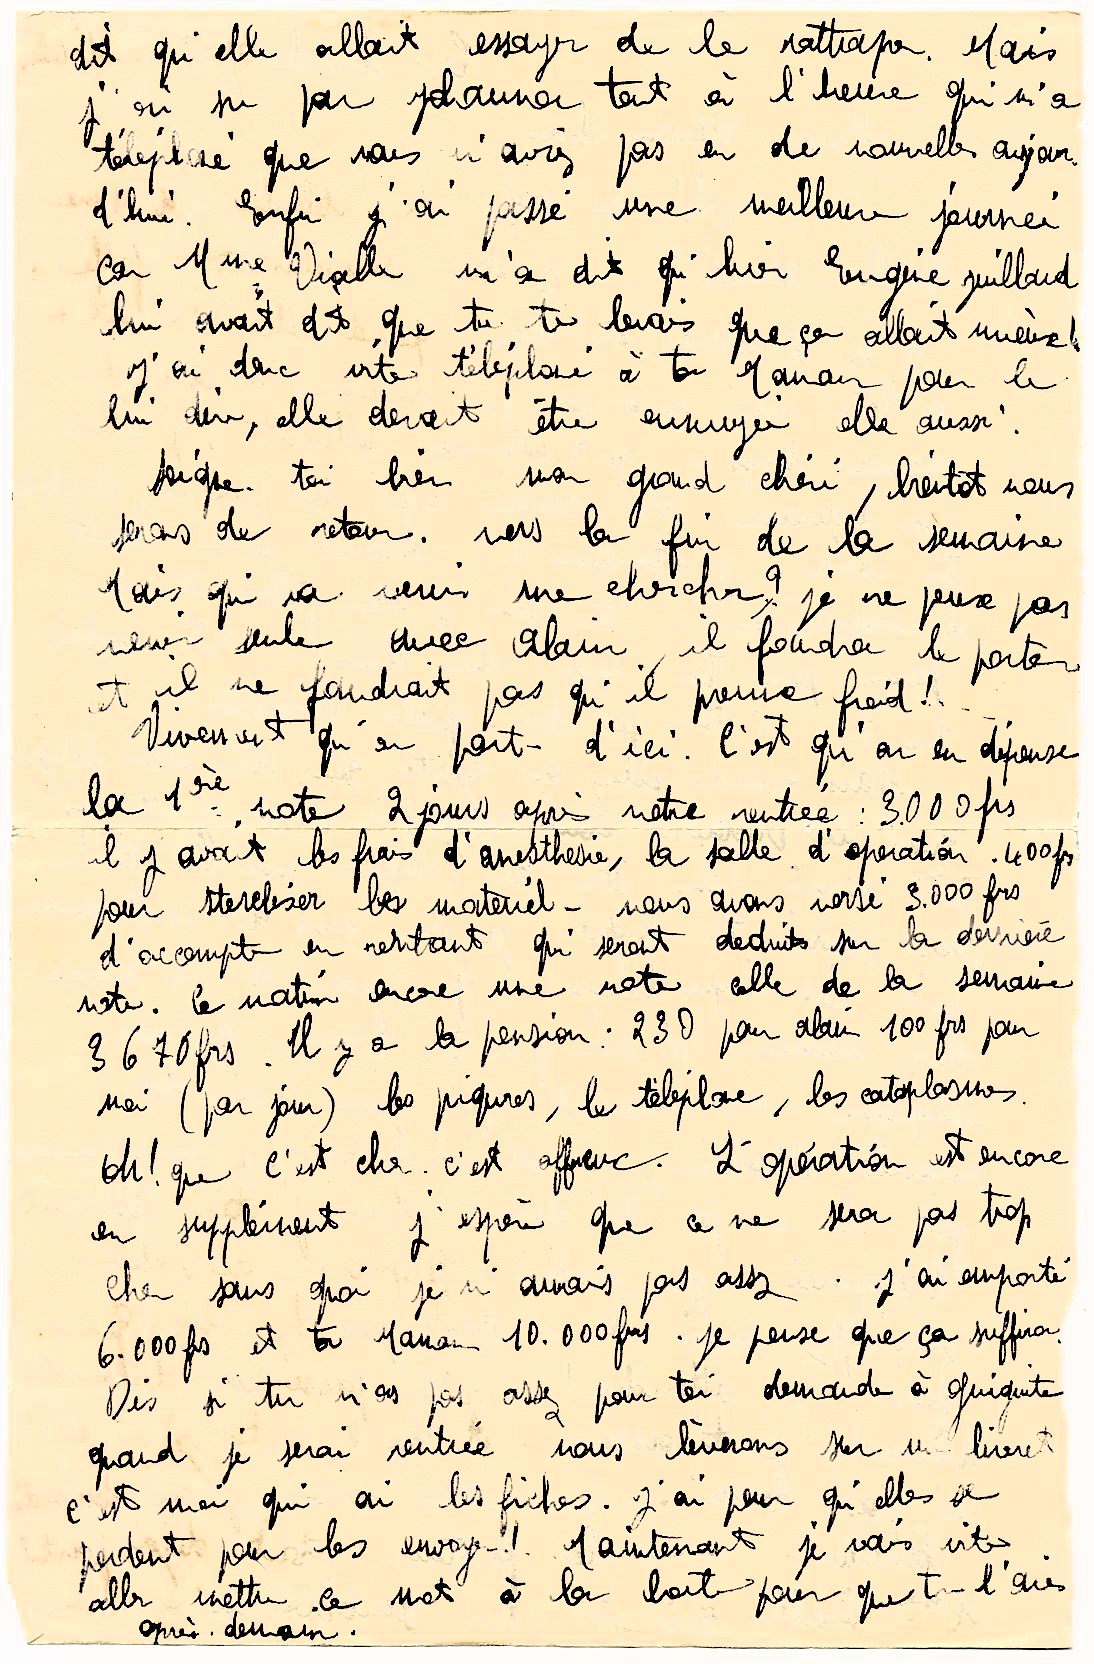 dit qu'elle allait essayer de le rattraper. Mais
j'ai su par Johanna tout à l'heure qui m'a
téléphoné que vous n'aviez pas eu de nouvelles aujour
d'hui. Enfin j'ai passé une meilleure journée
car Mme Vialle m'a dit qu'hier Eugène Juillard
lui avait dit que tu te levais que ça allait mieux!
j'ai donc vite téléphoné à ta Maman pour le
lui dire, elle devait être ennuyée elle aussi.
Soigne-toi bien mon grand chéri, bientôt nous
serons de retour. vers la fin de la semaine
Mais qui va venir me chercher? je ne peux pas
venir seule avec Alain, il faudra le porter
et il ne faudrait pas qu'il prenne froid!
Vivement qu'on parte d'ici. C'est qu'on en dépense
la 1ère note 2 jours après notre rentrée : 3.000 frs
il y avait les frais d'anesthesie, la salle d'opération. 400 frs
pour stereliser les materiél - nous avons versé 3.000 frs
d'accompte en rentrant qui seront deduits sur la dernière
note. Ce matin encore une note celle de la semaine
3670 frs. Il y a la pension : 230 pour alain 100 frs pour
moi (par jour) les piqures, le téléphone, les cataplasmes.
Oh! que c'est cher. c'est affreux. L'opération est encore
en supplément j'espère que ce ne sera pas trop
cher sans quoi je n'aurais pas assez. j'ai emporté
6.000 frs et ta Maman 10.000 frs. je pense que ça suffira.
Dis si tu n'as pas assez pour toi demande à Guiguite
quand je serai rentrée nous lèverons sur un livret
c'est moi qui ai les fiches. j'ai peur qu'elles se
perdent pour les envoyer! Maintenant je vais vite
aller mettre ce mot à la boite pour que tu l'aies
après-demain.